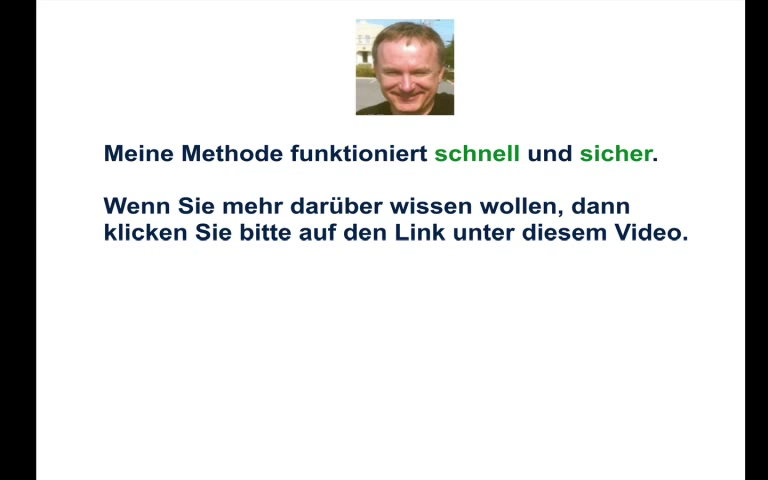 Meine Methode funktioniert schnell und sicher.
Wenn Sie mehr darüber wissen wollen, dann
klicken Sie bitte auf den Link unter diesem Video.